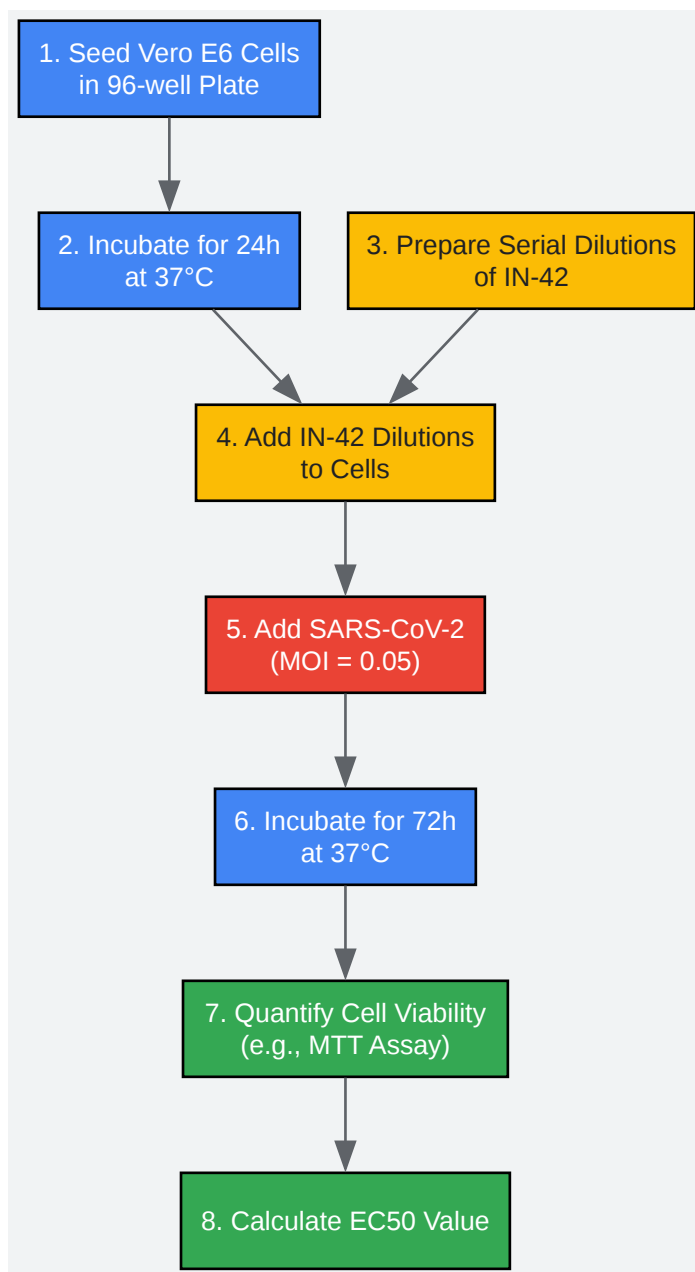 1. Seed Vero E6 Cells
in 96-well Plate
2. Incubate for 24h
at 37°C
3. Prepare Serial Dilutions
of IN-42
4. Add IN-42 Dilutions
to Cells
5. Add SARS-CoV-2
(MOI = 0.05)
6. Incubate for 72h
at 37°C
7. Quantify Cell Viability
(e.g., MTT Assay)
8. Calculate EC50 Value